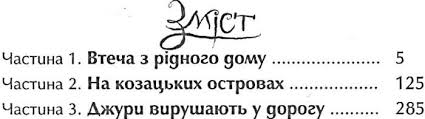 Зміст
Частина 1. Втеча з рідного дому .................... 5
Частина 2. На козацьких островах ............... 125
Частина 3. Джури вирушають у дорогу .......... 285